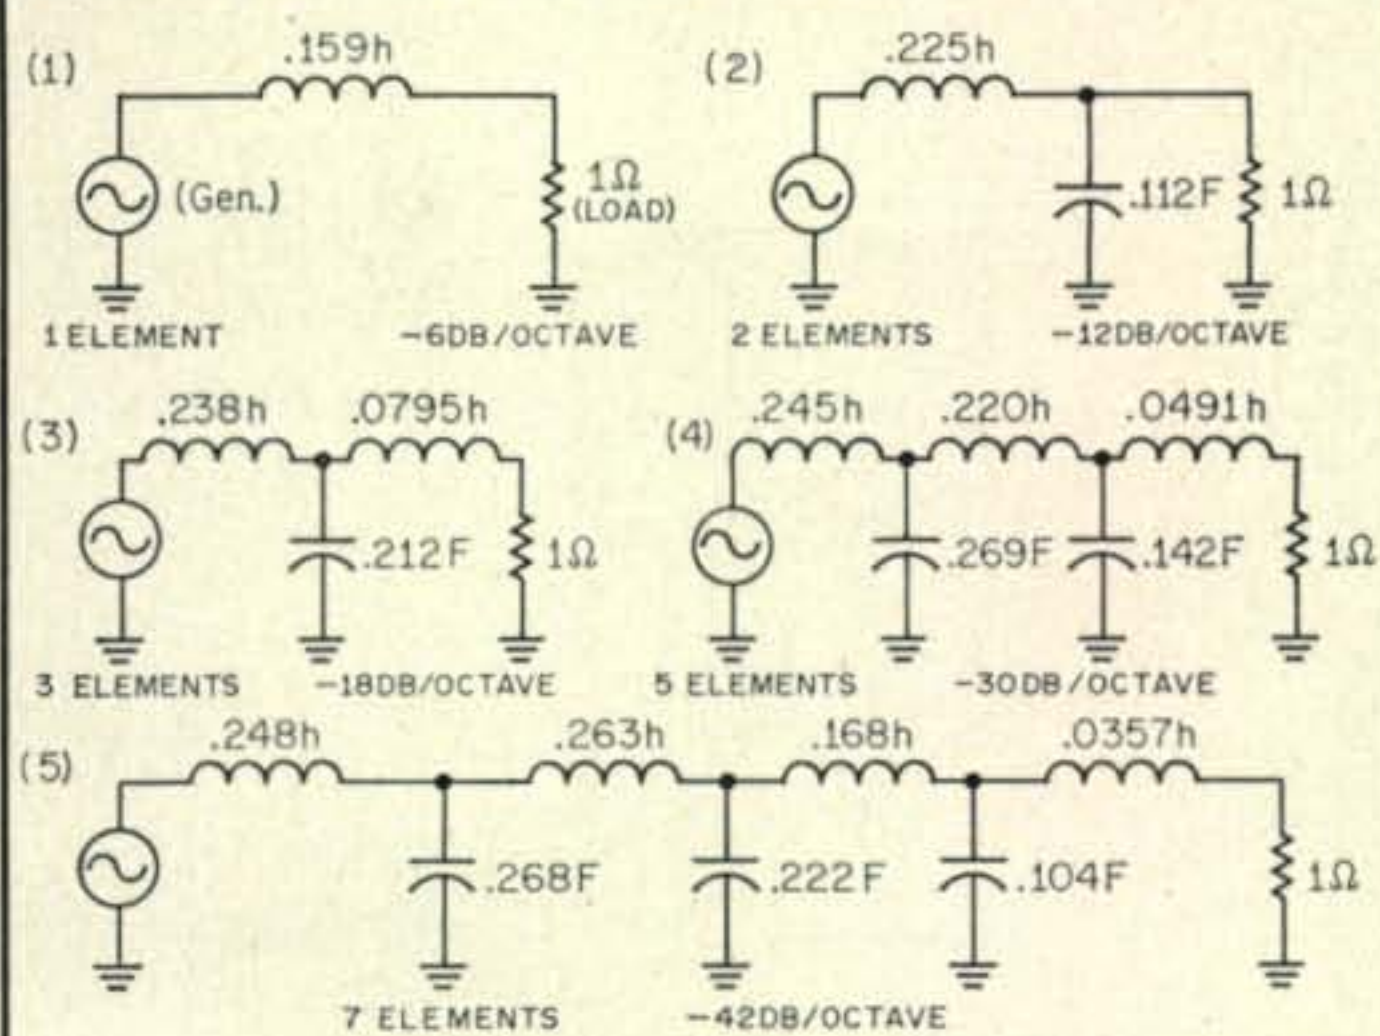 (1) .159h
(Gen.)
1Ω
(LOAD)
1 ELEMENT -6DB/OCTAVE
(2) .225h
.112F 1Ω
2 ELEMENTS -12DB/OCTAVE
(3) .238h .0795h
.212F 1Ω
3 ELEMENTS -18DB/OCTAVE
(4) .245h .220h .0491h
.269F .142F 1Ω
5 ELEMENTS -30DB/OCTAVE
(5) .248h .263h .168h .0357h
.268F .222F .104F 1Ω
7 ELEMENTS -42DB/OCTAVE